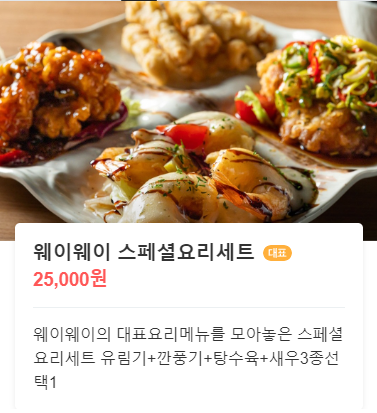 웨이웨이 스페셜요리세트 대표
25,000원
웨이웨이의 대표요리메뉴를 모아놓은 스페셜
요리세트 유림기+깐풍기+탕수육+새우3종선
택1